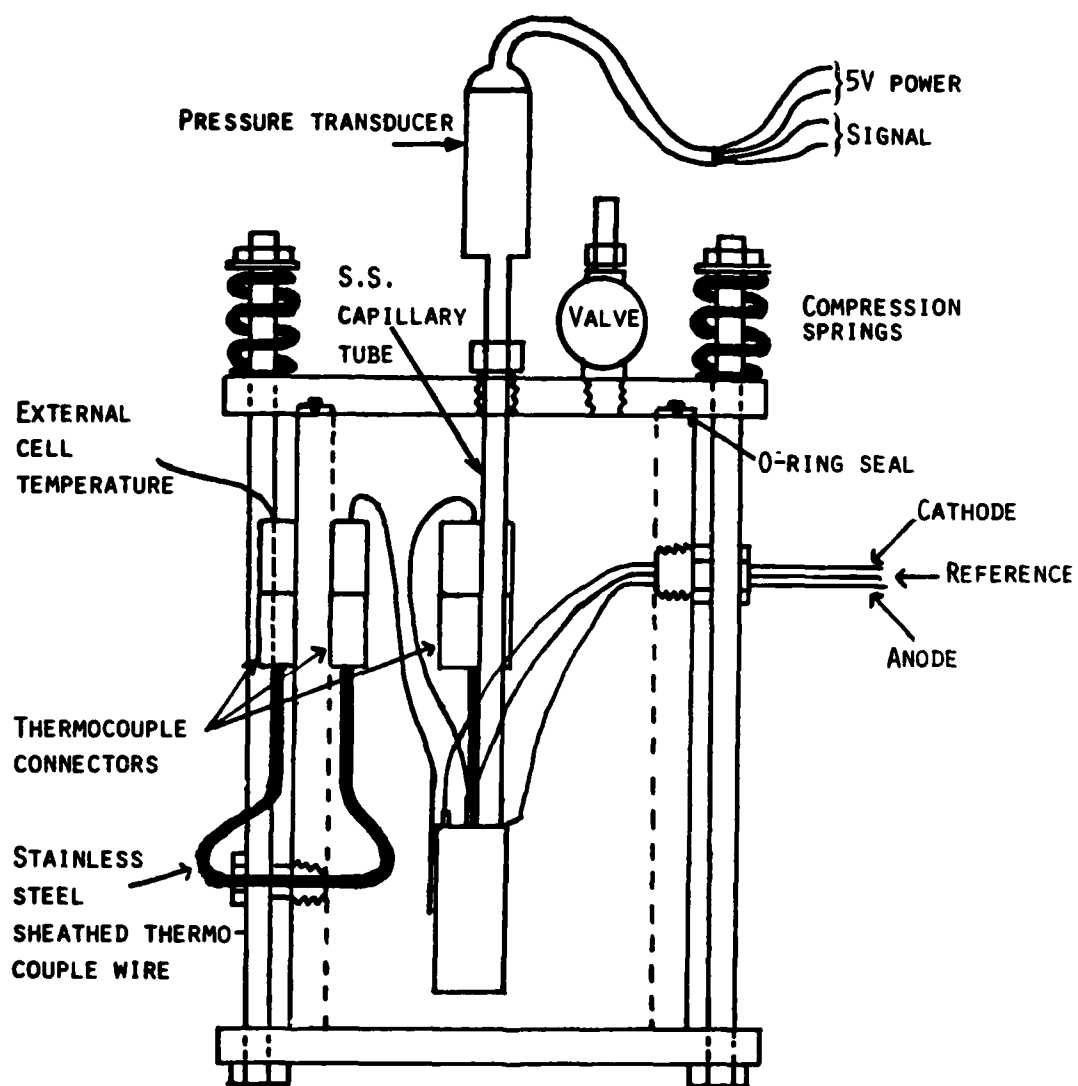 5V POWER
SIGNAL
PRESSURE TRANSDUCER
S.S.
CAPILLARY
TUBE
VALVE
COMPRESSION
SPRINGS
EXTERNAL
CELL
TEMPERATURE
O-RING SEAL
CATHODE
REFERENCE
ANODE
THERMOCOUPLE
CONNECTORS
STAINLESS
STEEL
SHEATHED THERMO-
COUPLE WIRE